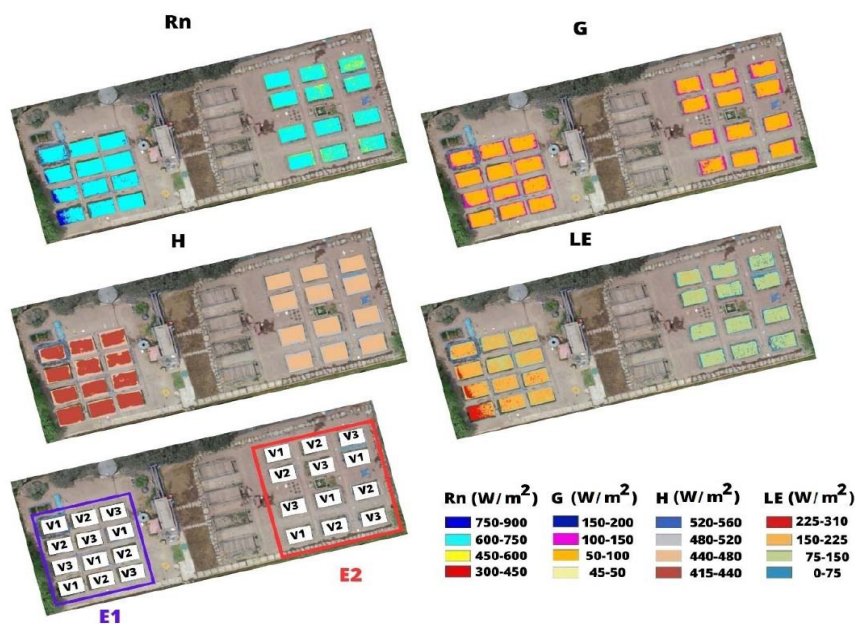 Rn
G
H
LE
V1 V2 V3
V2 V3 V1
V3 V1 V2
V1 V2 V3
E1
V1 V2 V3
V2 V3 V1
V3 V1 V2
V1 V2 V3
E2
Rn (W/m²)
750-900
600-750
450-600
300-450
G (W/m²)
150-200
100-150
50-100
45-50
H (W/m²)
520-560
480-520
440-480
415-440
LE (W/m²)
225-310
150-225
75-150
0-75